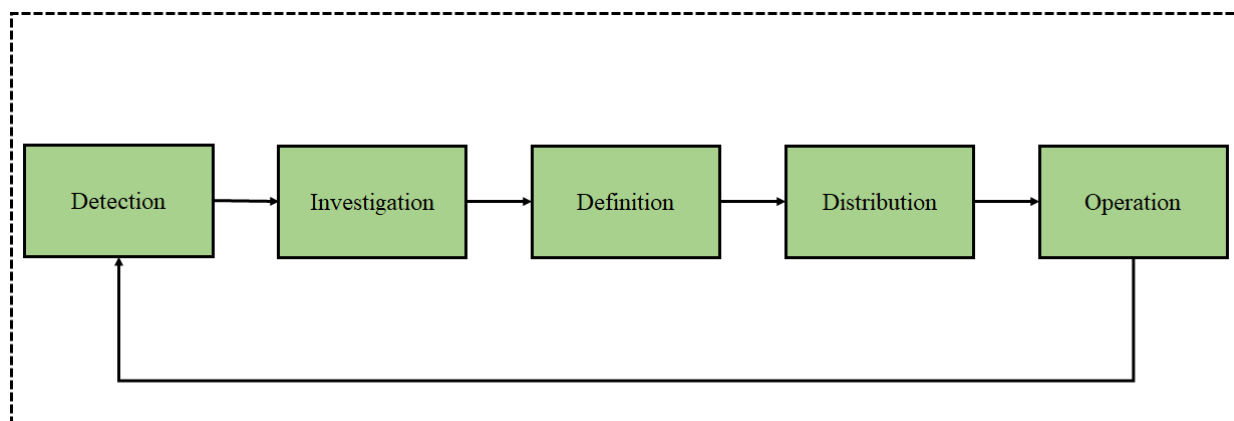 Detection
Investigation
Definition
Distribution
Operation